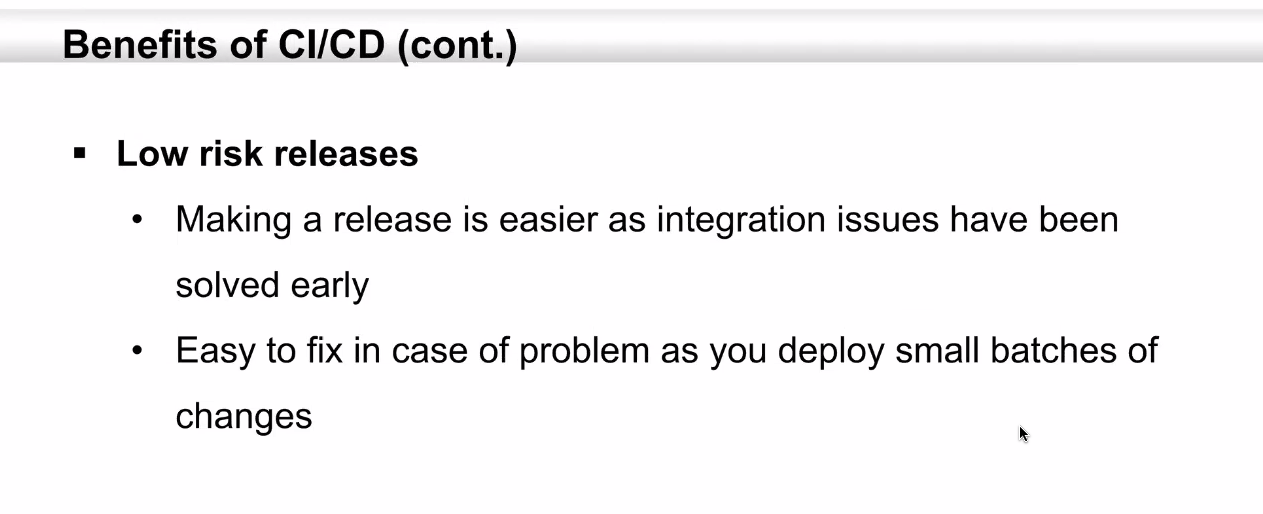 Benefits of CI/CD (cont.)
▪ Low risk releases
• Making a release is easier as integration issues have been
solved early
• Easy to fix in case of problem as you deploy small batches of
changes